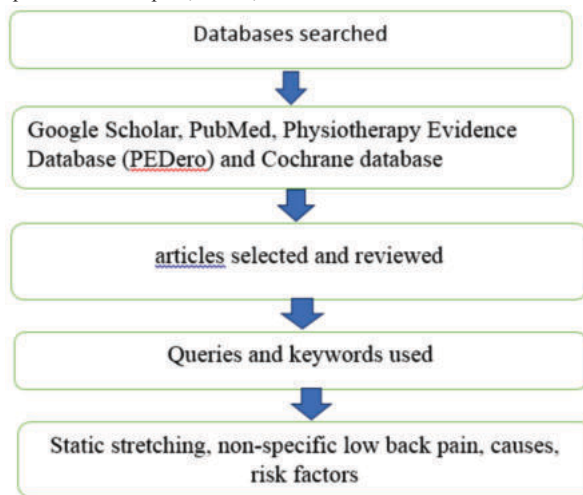 Databases searched
Google Scholar, PubMed, Physiotherapy Evidence
Database (PEDero) and Cochrane database
articles selected and reviewed
Queries and keywords used
Static stretching, non-specific low back pain, causes,
risk factors